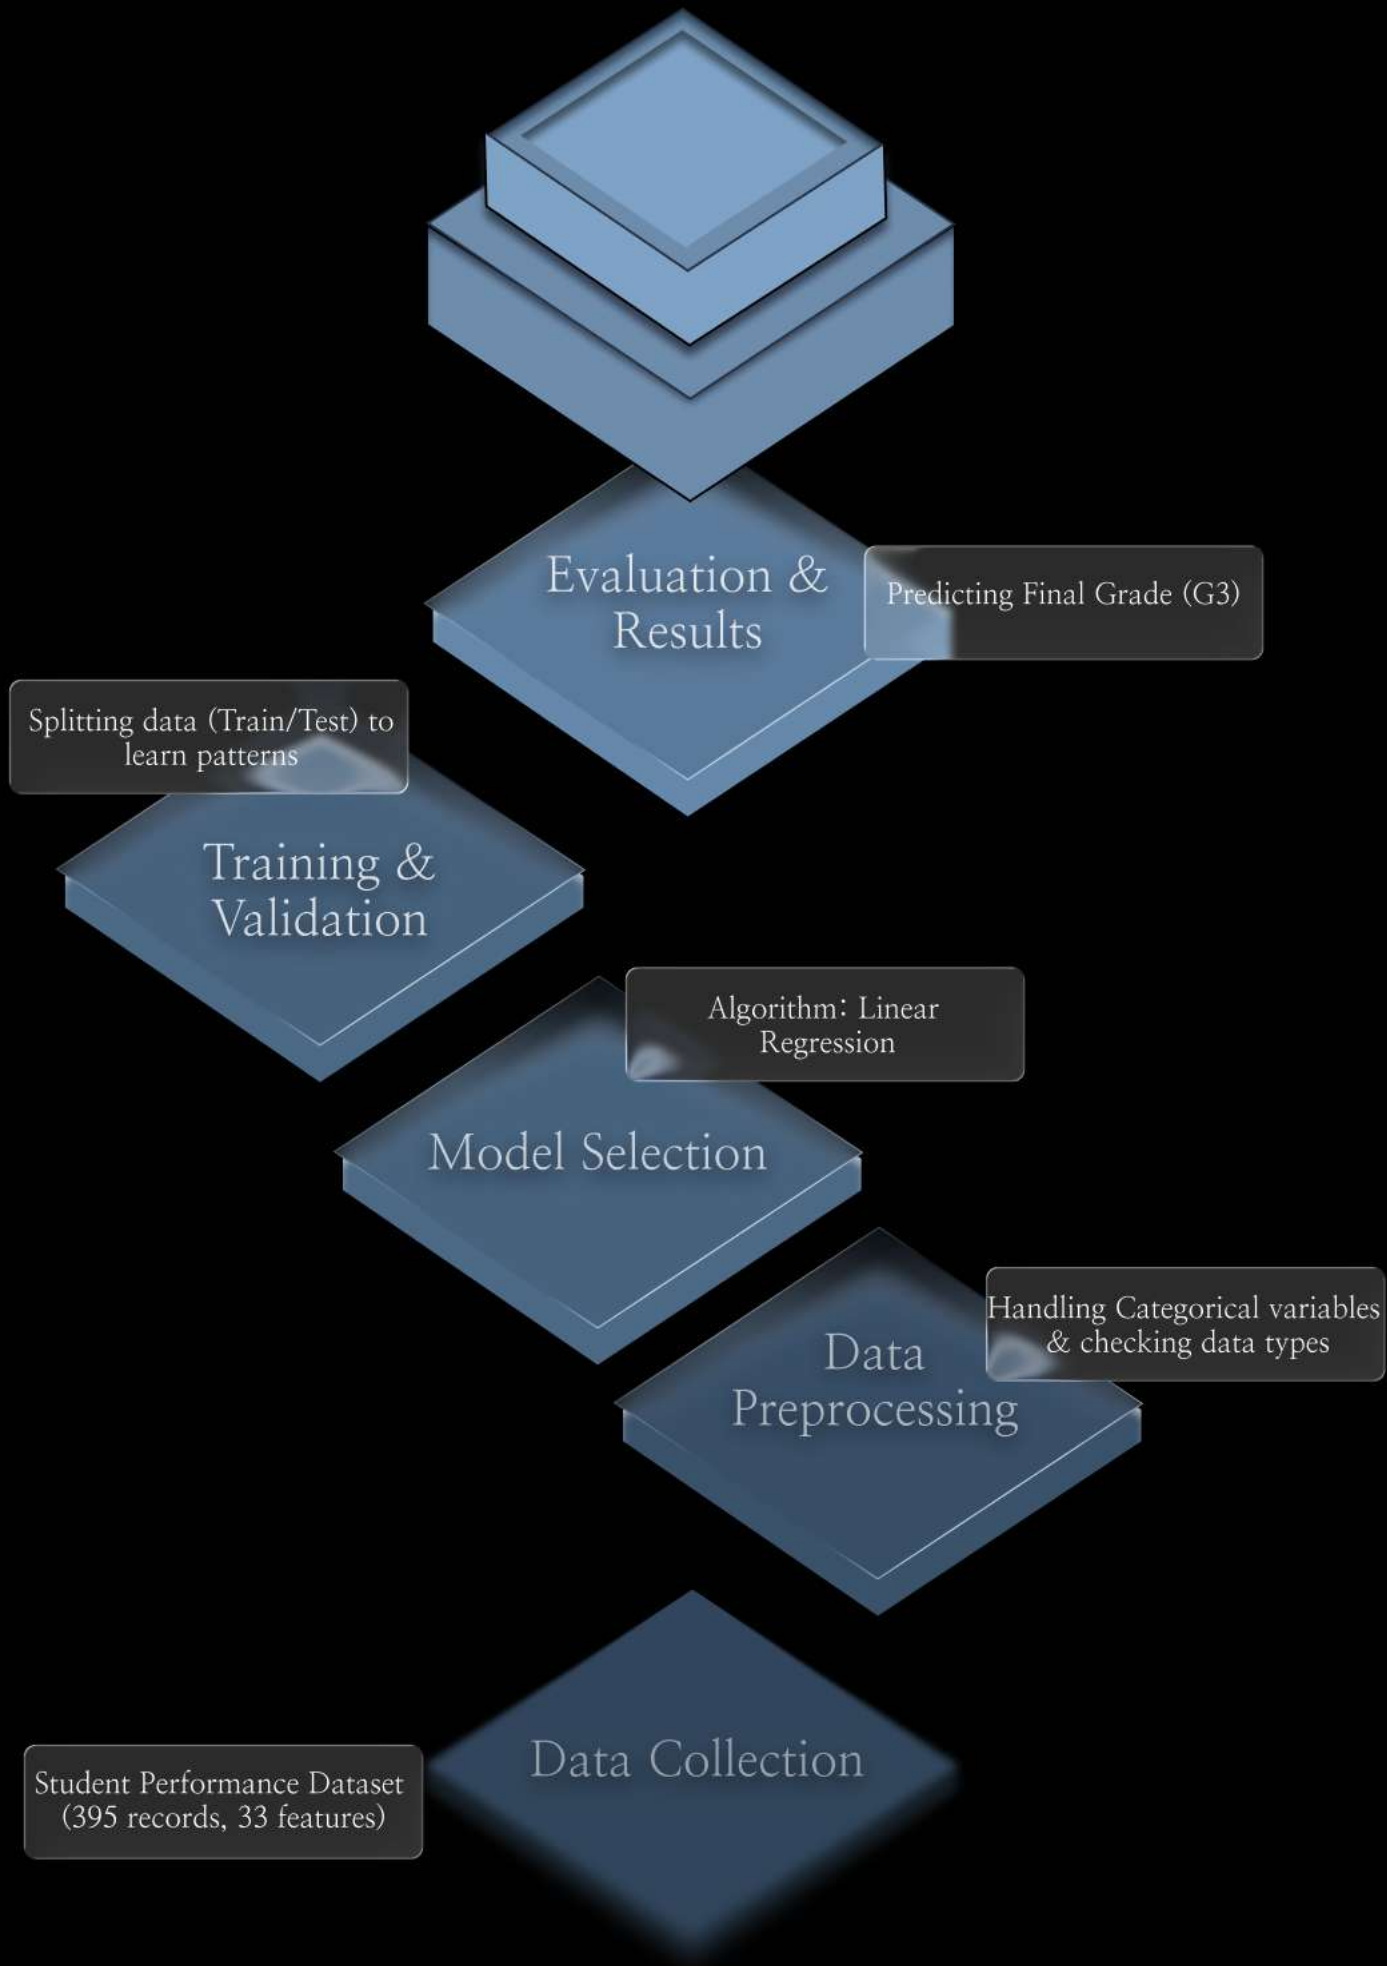 Evaluation &
Results
Predicting Final Grade (G3)
Splitting data (Train/Test) to
learn patterns
Training &
Validation
Algorithm: Linear
Regression
Model Selection
Handling Categorical variables
& checking data types
Data
Preprocessing
Data Collection
Student Performance Dataset
(395 records, 33 features)